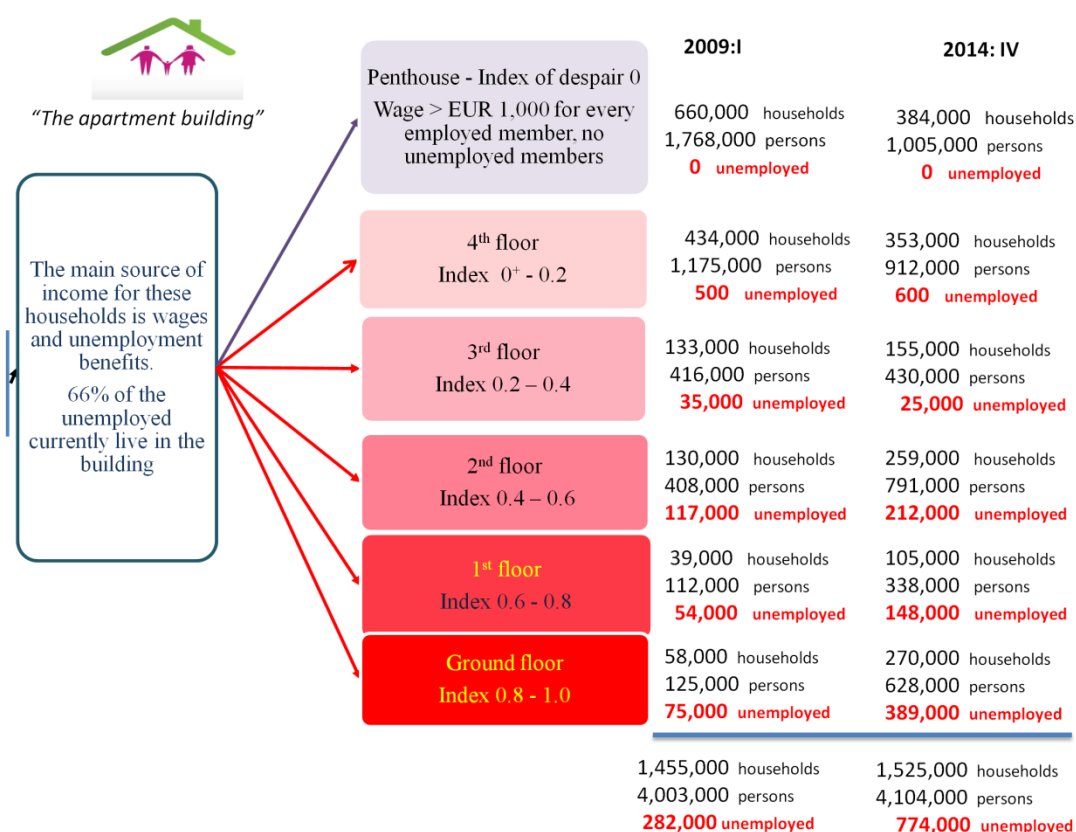 “The apartment building”
The main source of
income for these
households is wages
and unemployment
benefits.
66% of the
unemployed
currently live in the
building
2009:I
2014: IV
Penthouse - Index of despair 0
Wage > EUR 1,000 for every
employed member, no
unemployed members
660,000 households
1,768,000 persons
0 unemployed
384,000 households
1,005,000 persons
0 unemployed
4th floor
Index 0+ - 0.2
434,000 households
1,175,000 persons
500 unemployed
353,000 households
912,000 persons
600 unemployed
3rd floor
Index 0.2 – 0.4
133,000 households
416,000 persons
35,000 unemployed
155,000 households
430,000 persons
25,000 unemployed
2nd floor
Index 0.4 – 0.6
130,000 households
408,000 persons
117,000 unemployed
259,000 households
791,000 persons
212,000 unemployed
1st floor
Index 0.6 - 0.8
39,000 households
112,000 persons
54,000 unemployed
105,000 households
338,000 persons
148,000 unemployed
Ground floor
Index 0.8 - 1.0
58,000 households
125,000 persons
75,000 unemployed
270,000 households
628,000 persons
389,000 unemployed
1,455,000 households
4,003,000 persons
282,000 unemployed
1,525,000 households
4,104,000 persons
774,000 unemployed